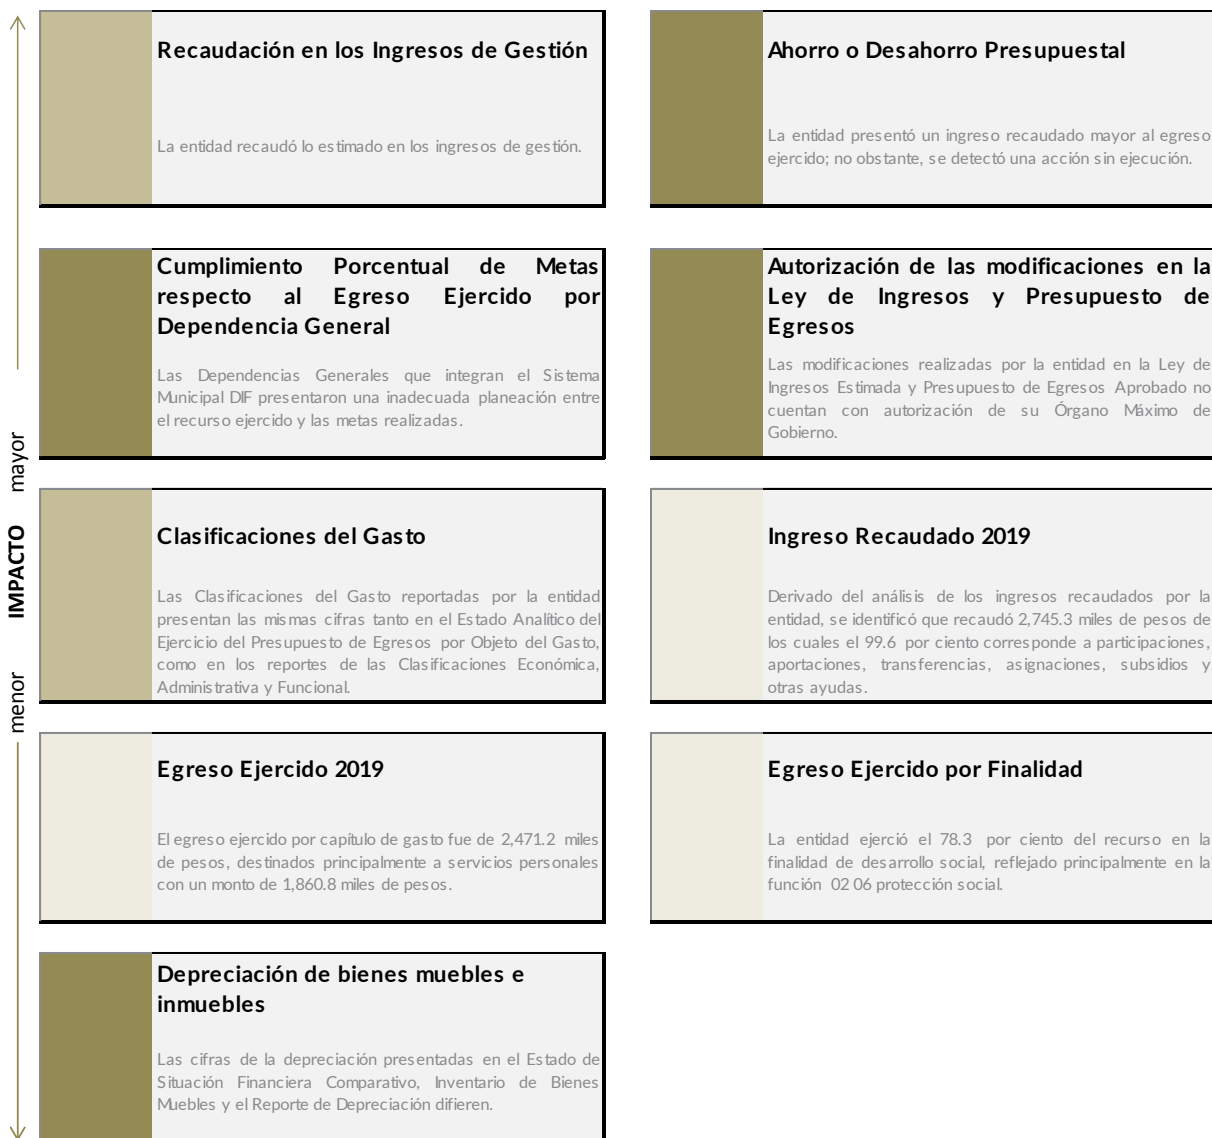 Recaudación en los Ingresos de Gestión
La entidad recaudó lo estimado en los ingresos de gestión.
Ahorro o Desahorro Presupuestal
La entidad presentó un ingreso recaudado mayor al egreso
ejercido; no obstante, se detectó una acción sin ejecución.
Cumplimiento Porcentual de Metas
respecto al Egreso Ejercido por
Dependencia General
Las Dependencias Generales que integran el Sistema
Municipal DIF presentaron una inadecuada planeación entre
el recurso ejercido y las metas realizadas.
Autorización de las modificaciones en la
Ley de Ingresos y Presupuesto de
Egresos
Las modificaciones realizadas por la entidad en la Ley de
Ingresos Estimada y Presupuesto de Egresos Aprobado no
cuentan con autorización de su Órgano Máximo de
Gobierno.
menor IMPACTO mayor
Clasificaciones del Gasto
Las Clasificaciones del Gasto reportadas por la entidad
presentan las mismas cifras tanto en el Estado Analítico del
Ejercicio del Presupuesto de Egresos por Objeto del Gasto,
como en los reportes de las Clasificaciones Económica,
Administrativa y Funcional.
Ingreso Recaudado 2019
Derivado del análisis de los ingresos recaudados por la
entidad, se identificó que recaudó 2,745.3 miles de pesos de
los cuales el 99.6 por ciento corresponde a participaciones,
aportaciones, transferencias, asignaciones, subsidios y
otras ayudas.
Egreso Ejercido 2019
El egreso ejercido por capítulo de gasto fue de 2,471.2 miles
de pesos, destinados principalmente a servicios personales
con un monto de 1,860.8 miles de pesos.
Egreso Ejercido por Finalidad
La entidad ejerció el 78.3 por ciento del recurso en la
finalidad de desarrollo social, reflejado principalmente en la
función 02 06 protección social.
Depreciación de bienes muebles e
inmuebles
Las cifras de la depreciación presentadas en el Estado de
Situación Financiera Comparativo, Inventario de Bienes
Muebles y el Reporte de Depreciación difieren.